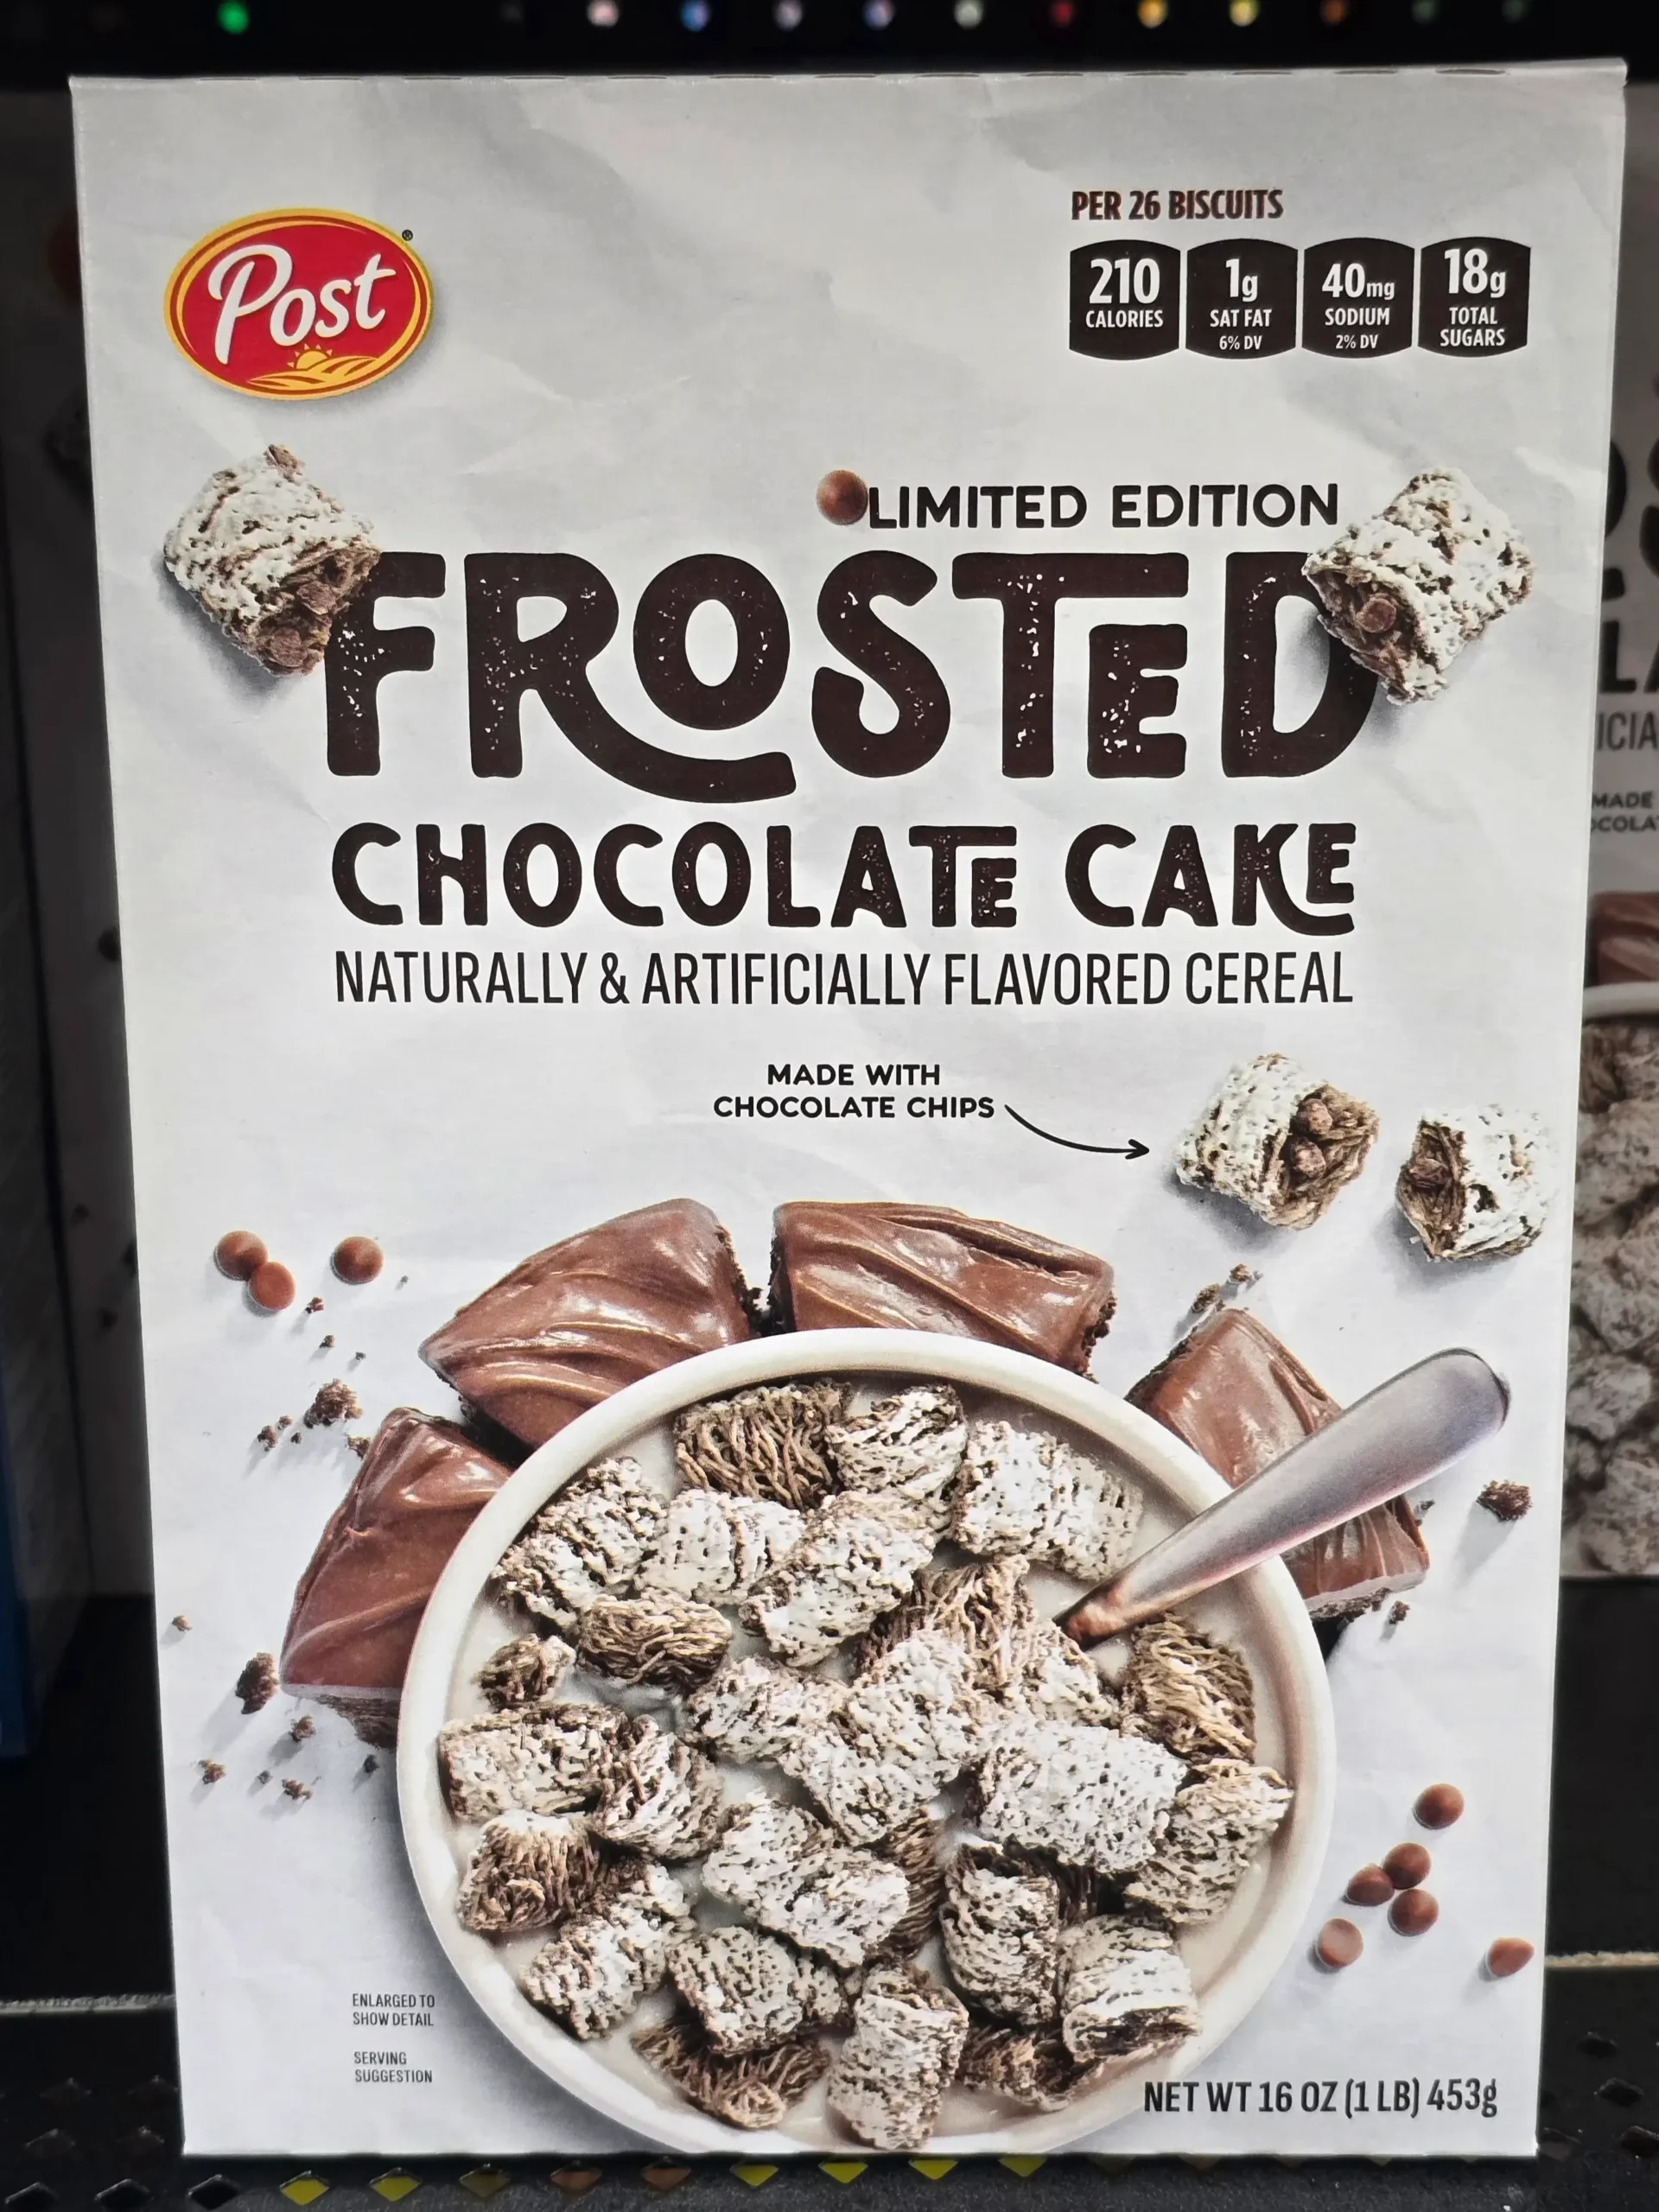 Post®
PER 26 BISCUITS
210
CALORIES
1g
SAT FAT
6% DV
40mg
SODIUM
2% DV
18g
TOTAL
SUGARS
LIMITED EDITION
FROSTED
CHOCOLATE CAKE
NATURALLY & ARTIFICIALLY FLAVORED CEREAL
MADE WITH
CHOCOLATE CHIPS
ENLARGED TO
SHOW DETAIL
SERVING
SUGGESTION
NET WT 16 OZ (1 LB) 453g
MADE